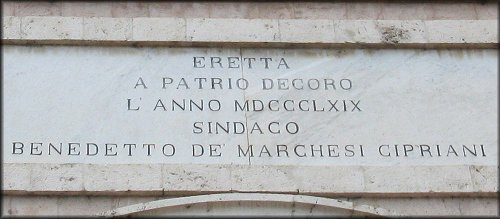 ERETTA
A PATRIO DECORO
L' ANNO MDCCCLXIX
SINDACO
BENEDETTO DE' MARCHESI CIPRIANI